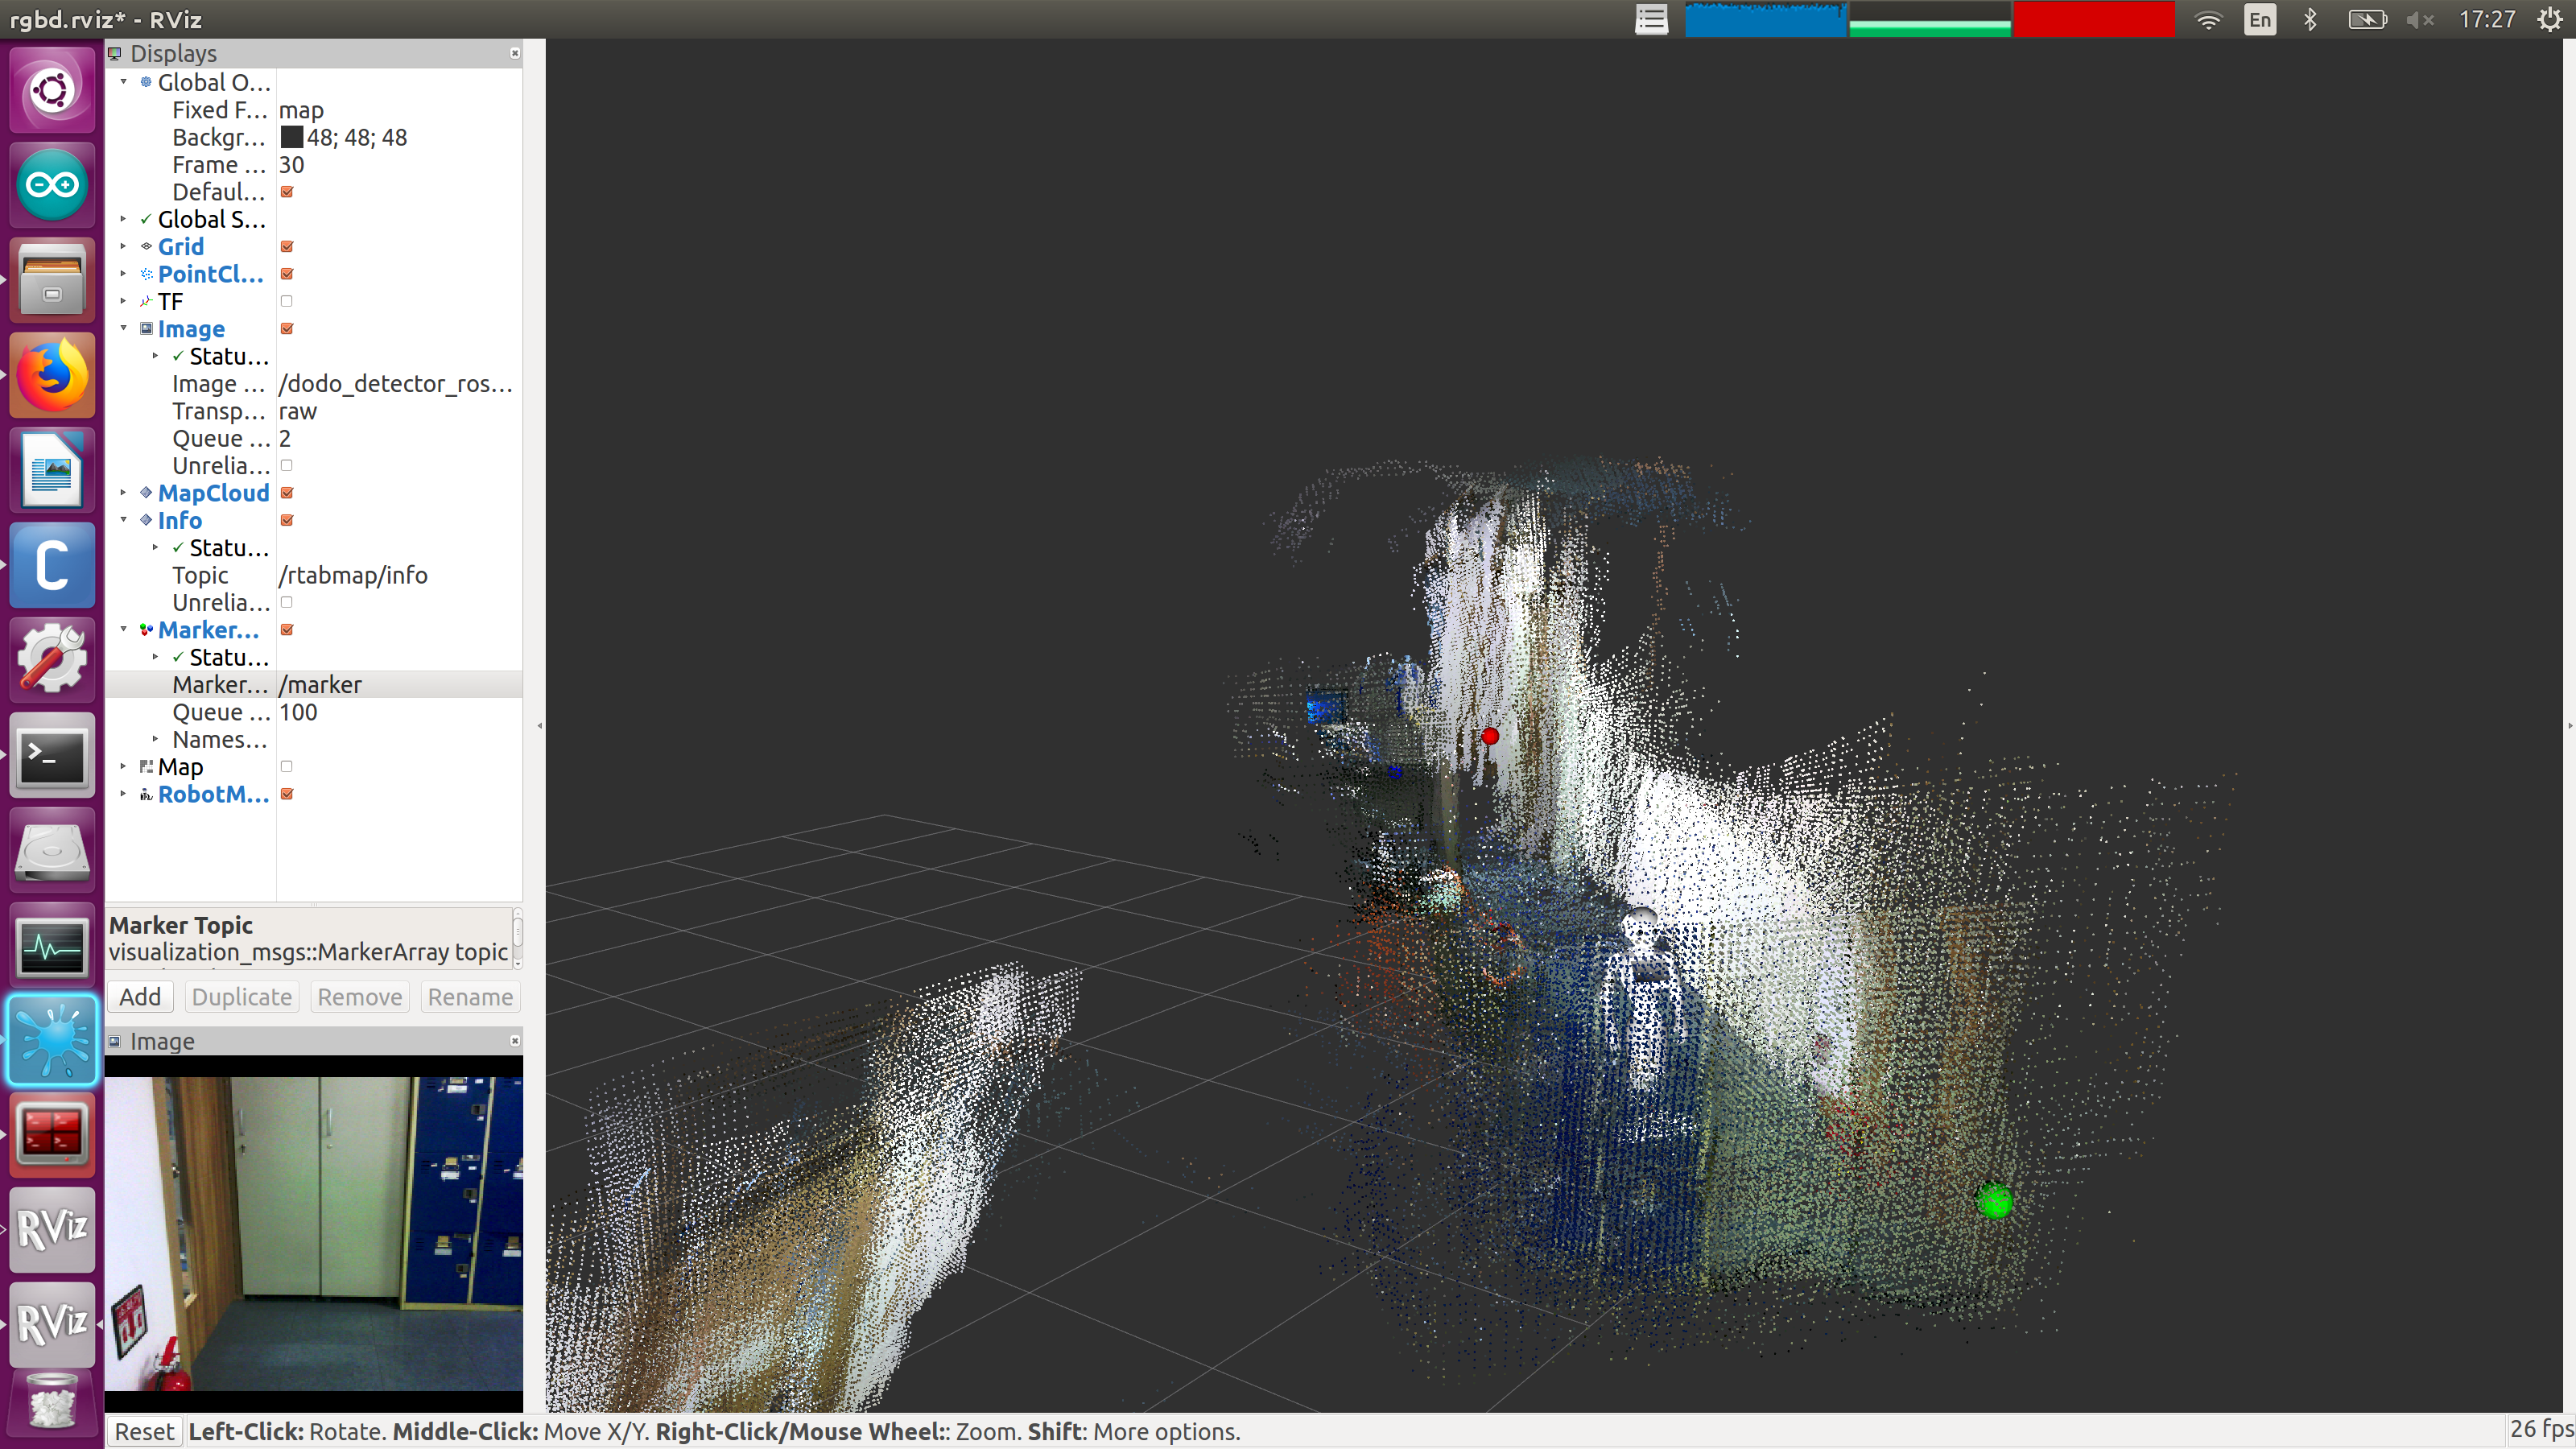 rgbd.rviz* - RViz
En
17:27
Displays
Global O...
Fixed F... map
Backgr... 48; 48; 48
Frame ... 30
Defaul...
Global S...
Grid
PointCl...
TF
Image
Statu...
Image ... /dodo_detector_ros...
Transp... raw
Queue ... 2
Unrelia...
MapCloud
Info
Statu...
Topic /rtabmap/info
Unrelia...
Marker...
Statu...
Marker... /marker
Queue ... 100
Names...
Map
RobotM...
Marker Topic
visualization_msgs::MarkerArray topic
Add Duplicate Remove Rename
Image
C
RViz
RViz
Reset Left-Click: Rotate. Middle-Click: Move X/Y. Right-Click/Mouse Wheel:: Zoom. Shift: More options.
26 fps